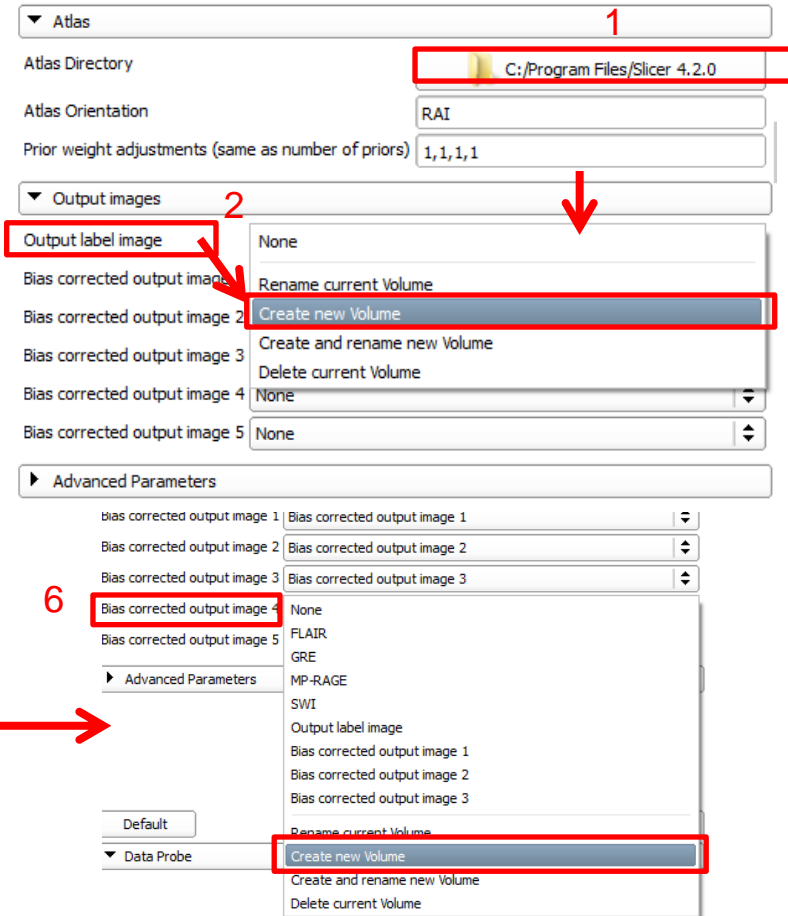 Atlas
1
Atlas Directory C:/Program Files/Slicer 4.2.0
Atlas Orientation RAI
Prior weight adjustments (same as number of priors) 1,1,1,1
Output images
2
Output label image None
Bias corrected output image Rename current Volume
Bias corrected output image 2 Create new Volume
Bias corrected output image 3 Create and rename new Volume
Delete current Volume
Bias corrected output image 4 None
Bias corrected output image 5 None
Advanced Parameters
Bias corrected output image 1 Bias corrected output image 1
Bias corrected output image 2 Bias corrected output image 2
Bias corrected output image 3 Bias corrected output image 3
6
Bias corrected output image 4 None
Bias corrected output image 5 FLAIR
GRE
Advanced Parameters MP-RAGE
SWI
Output label image
Bias corrected output image 1
Bias corrected output image 2
Bias corrected output image 3
Default Rename current Volume
Data Probe Create new Volume
Create and rename new Volume
Delete current Volume